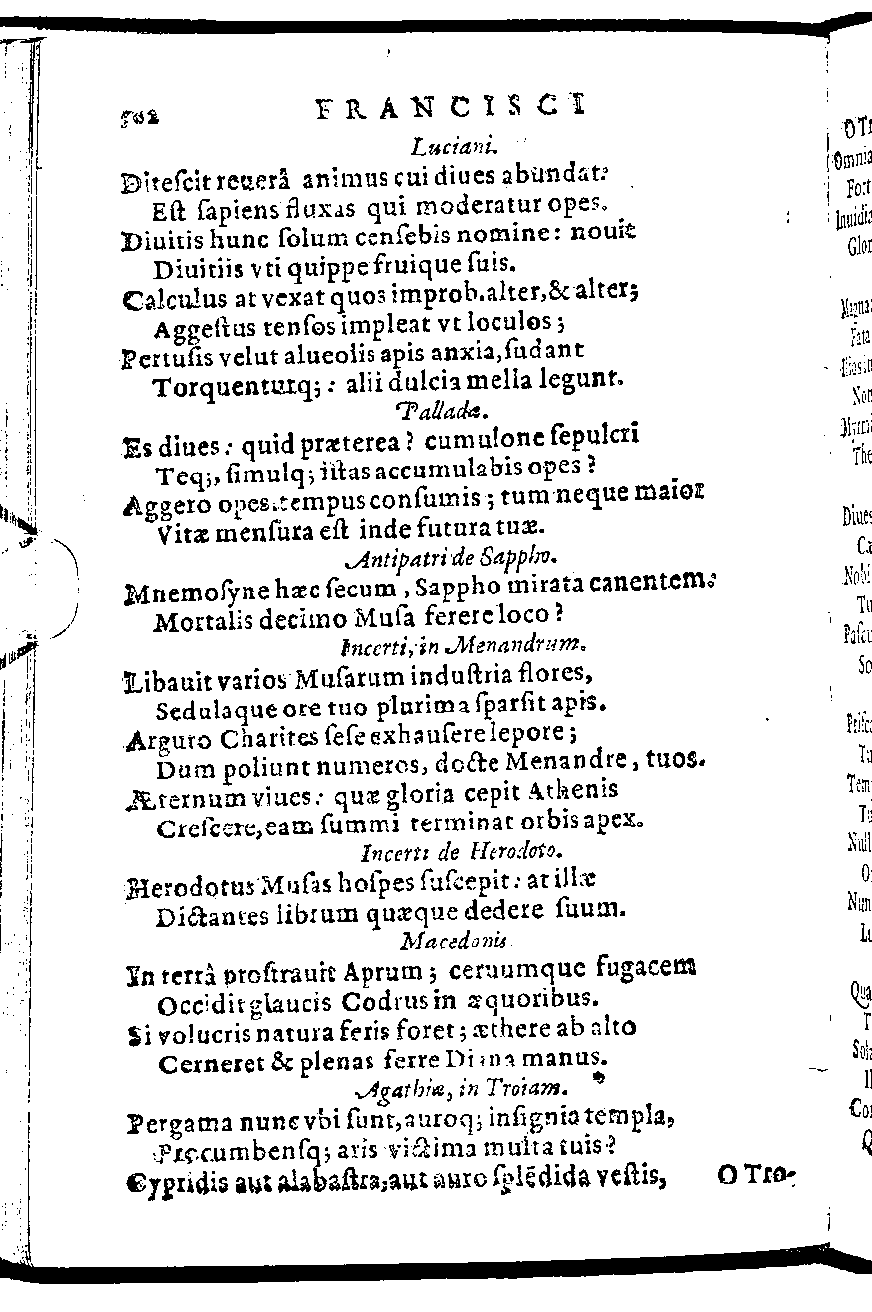 502 FRANCISCI
Luciani.
Ditescit reuerâ animus cui diues abundat:
Est sapiens fluxas qui moderatur opes.
Diuitis hunc solum censebis nomine: nouit
Diuitiis vti quippe fruique suis.
Calculus at vexat quos improb. alter, & alter;
Aggestus tensos impleat vt loculos;
Pertusis velut alueolis apis anxia, sudant
Torquenturq;: alii dulcia mella legunt.
Palladæ.
Es diues: quid præterea? cumulone sepulcri
Teq;, simulq; istas accumulabis opes?
Aggero opes. tempus consumis; tum neque maior
Vitæ mensura est inde futura tuæ.
Antipatri de Sappho.
Mnemosyne hæc secum, Sappho mirata canentem:
Mortalis decimo Musa ferere loco?
Incerti, in Menandrum.
Libauit varios Musarum industria flores,
Sedulaque ore tuo plurima sparsit apis.
Arguto Charites sese exhausere lepore;
Dum poliunt numeros, docte Menandre, tuos.
Æternum viues: quæ gloria cepit Athenis
Crescere, eam summi terminat orbis apex.
Incerti de Herodoto.
Herodotus Musas hospes suscepit: at illæ
Dictantes librum quæque dedere suum.
Macedonis
In terrâ prostrauit Aprum; ceruumque fugacem
Occidit glaucis Codrus in æquoribus.
Si volucris natura feris foret; æthere ab alto
Cerneret & plenas ferre Diana manus.
Agathiæ, in Troiam.
Pergama nunc vbi sunt, auroq; insignia templa,
Procumbensq; aris victima multa tuis?
Cypridis aut alabastra, aut auro splēdida vestis,
O Tro-
O Tr
Omnia
Fort
Inuidia
Glor
Magna
Fata
Non
The
Diues
Ca
Nobi
Tu
Pascu
So
Prisc
Tu
Tem
Null
O
Nun
Lu
Qua
T
Sola
Il
Cor
Q